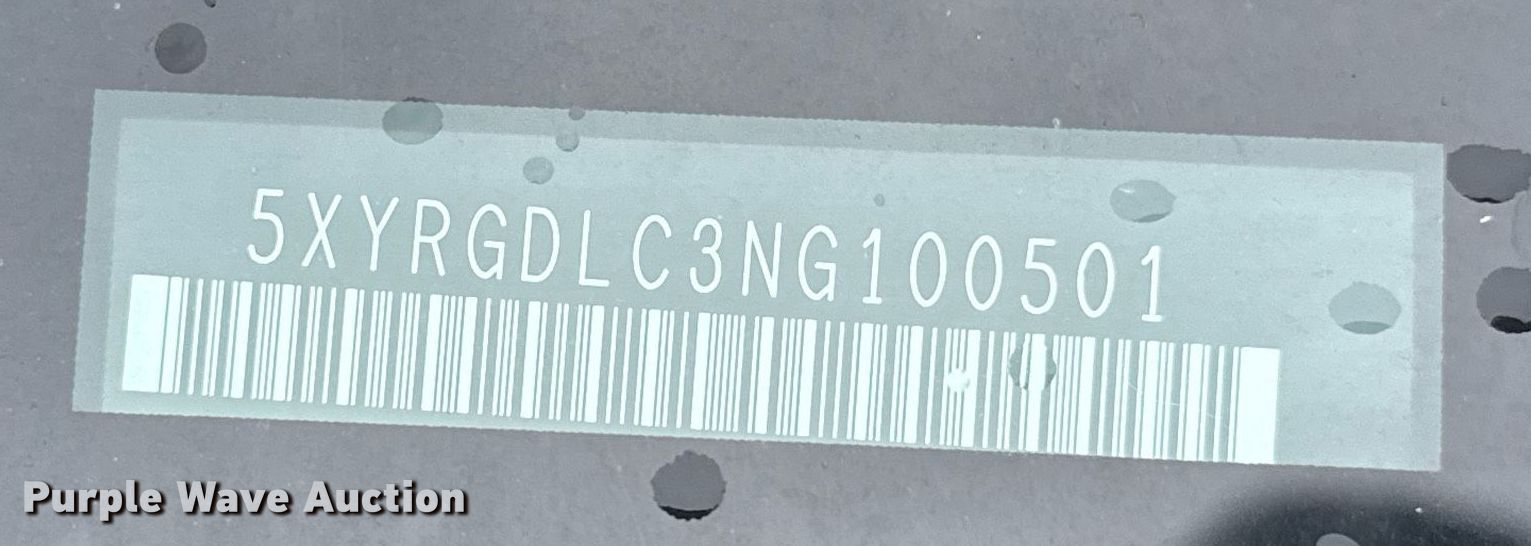 5XYRGDLC3NG100501
Purple Wave Auction